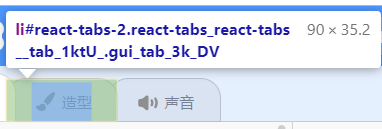 li#react-tabs-2.react-tabs_react-tabs 90 × 35.2
__tab_1ktU_.gui_tab_3k_DV
造型 声音